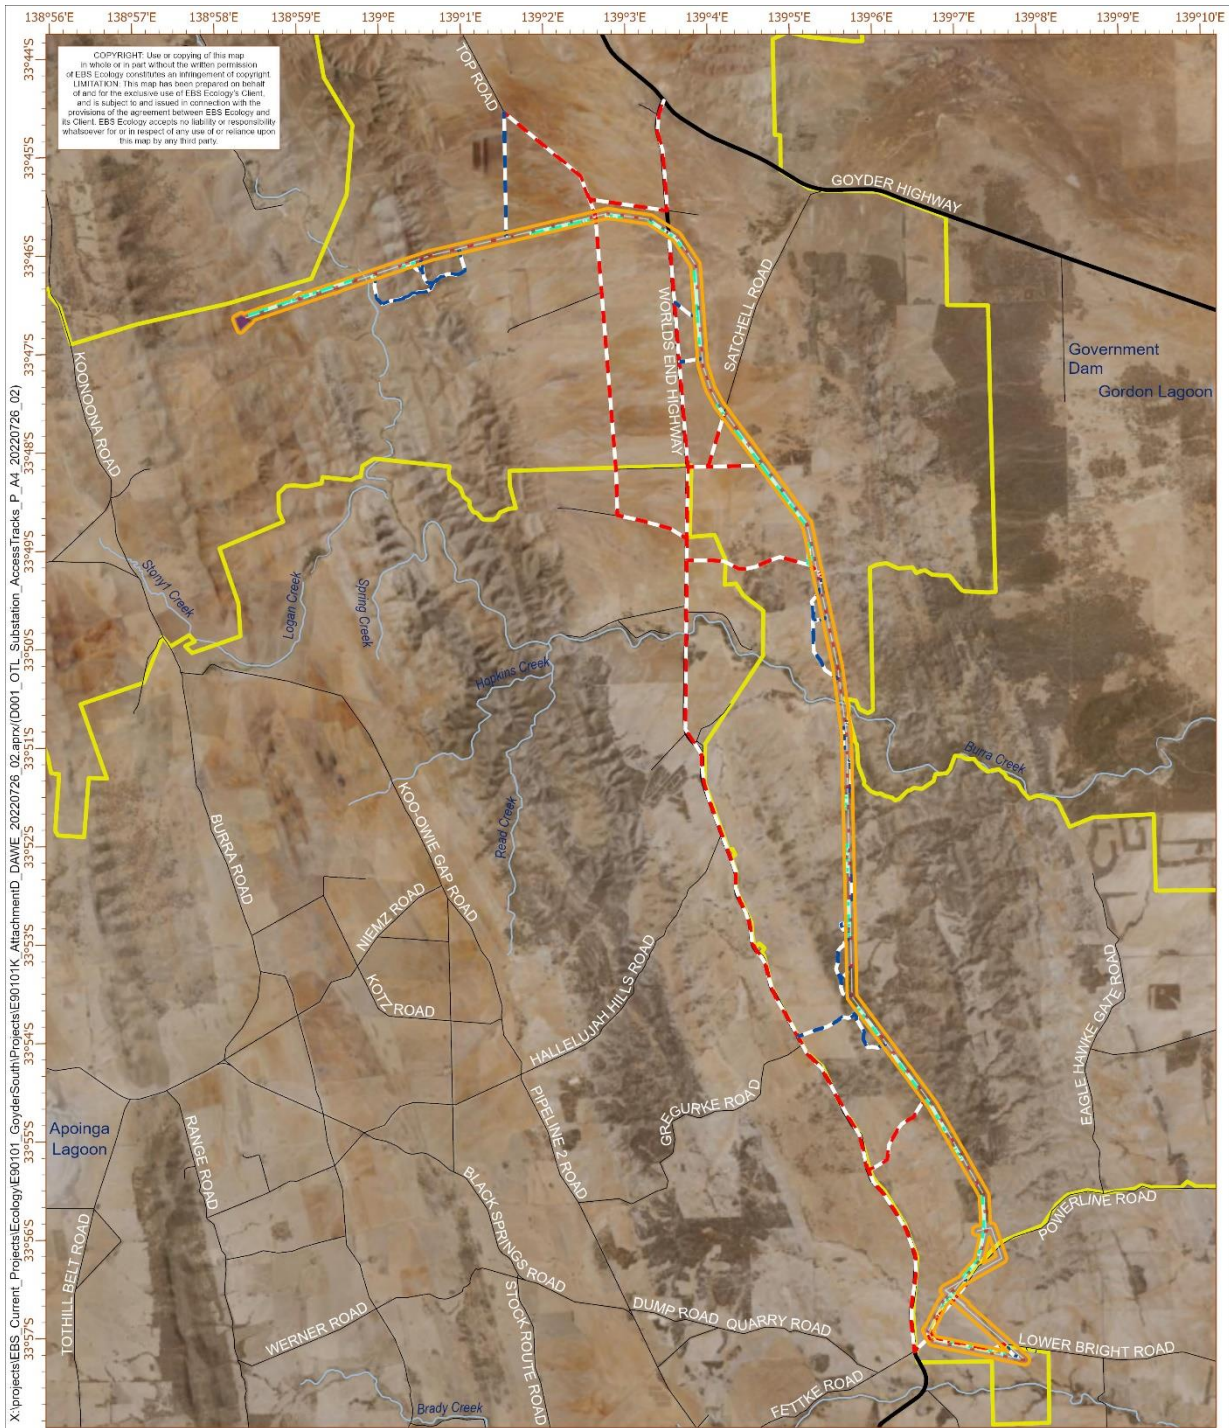 138°56'E 138°57'E 138°58'E 138°59'E 139°E 139°1'E 139°2'E 139°3'E 139°4'E 139°5'E 139°6'E 139°7'E 139°8'E 139°9'E 139°10'E
COPYRIGHT: Use or copying of this map
in whole or in part without the written permission
of EBS Ecology constitutes an infringement of copyright.
LIMITATION: This map has been prepared on behalf
of and for the exclusive use of EBS Ecology's Client,
and is subject to and issued in connection with the
provisions of the agreement between EBS Ecology and
its Client. EBS Ecology accepts no liability or responsibility
whatsoever for or in respect of any use of or reliance upon
this map by any third party.
33°44'S
TOP ROAD
33°45'S
GOYDER HIGHWAY
33°46'S
WORLDS END HIGHWAY
SATCHELL ROAD
33°47'S
Government
Dam
Gordon Lagoon
KOONOONA ROAD
33°48'S
33°49'S
Stony1 Creek
Logan Creek
Spring Creek
33°50'S
Hopkins Creek
33°51'S
Burra Creek
Read Creek
BURRA ROAD
KOO-OWIE GAP ROAD
33°52'S
NIEMZ ROAD
33°53'S
KOTZ ROAD
HALLELUJAH HILLS ROAD
EAGLE HAWKE GATE ROAD
33°54'S
GREGURKE ROAD
PIPELINE 2 ROAD
Apoinga
Lagoon
33°55'S
RANGE ROAD
BLACK SPRINGS ROAD
POWERLINE ROAD
33°56'S
TOTHILL BELT ROAD
STOCK ROUTE ROAD
WERNER ROAD
DUMP ROAD
QUARRY ROAD
33°57'S
LOWER BRIGHT ROAD
FETTKE ROAD
Brady Creek
X:\projects\EBS_Current_Projects\Ecology\E90101_GoyderSouth\Projects\E90101K_AttachmentD_DAWE_20220726_02.aprx/(D001_OTL_Substation_AccessTracks_P_A4_20220726_02)